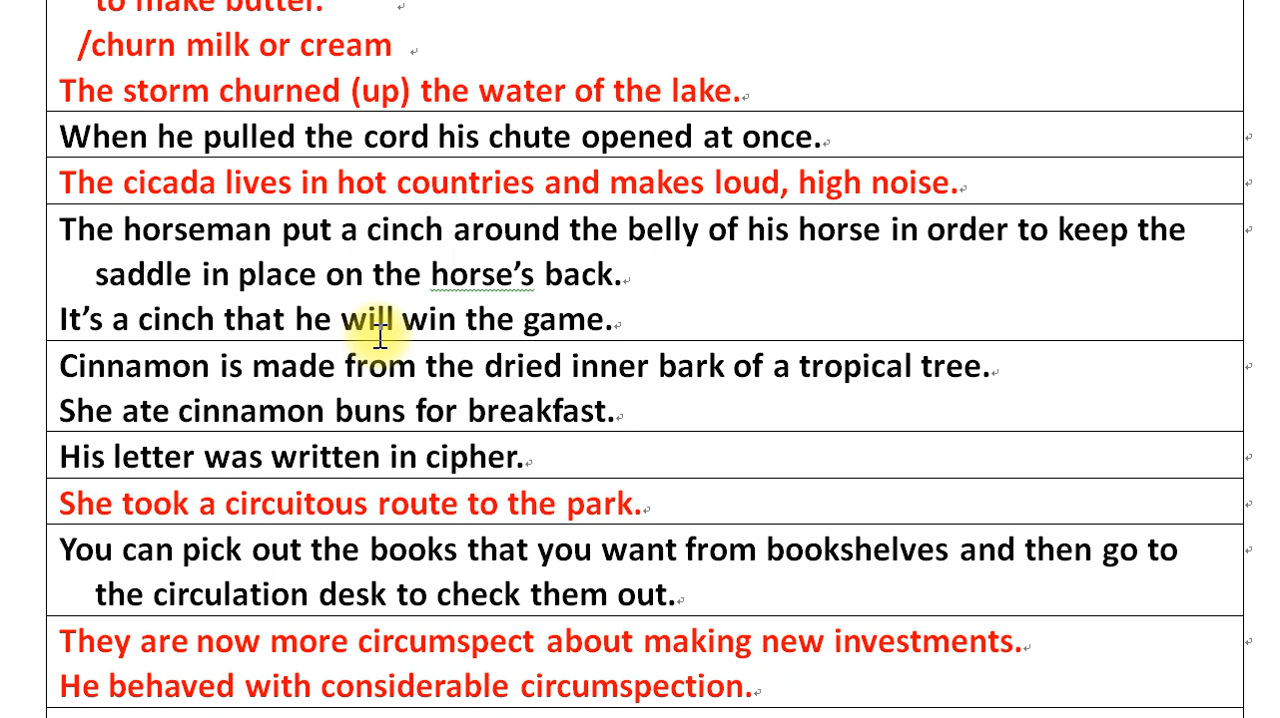 to make butter.
/churn milk or cream
The storm churned (up) the water of the lake.
When he pulled the cord his chute opened at once.
The cicada lives in hot countries and makes loud, high noise.
The horseman put a cinch around the belly of his horse in order to keep the
saddle in place on the horse’s back.
It’s a cinch that he will win the game.
Cinnamon is made from the dried inner bark of a tropical tree.
She ate cinnamon buns for breakfast.
His letter was written in cipher.
She took a circuitous route to the park.
You can pick out the books that you want from bookshelves and then go to
the circulation desk to check them out.
They are now more circumspect about making new investments.
He behaved with considerable circumspection.